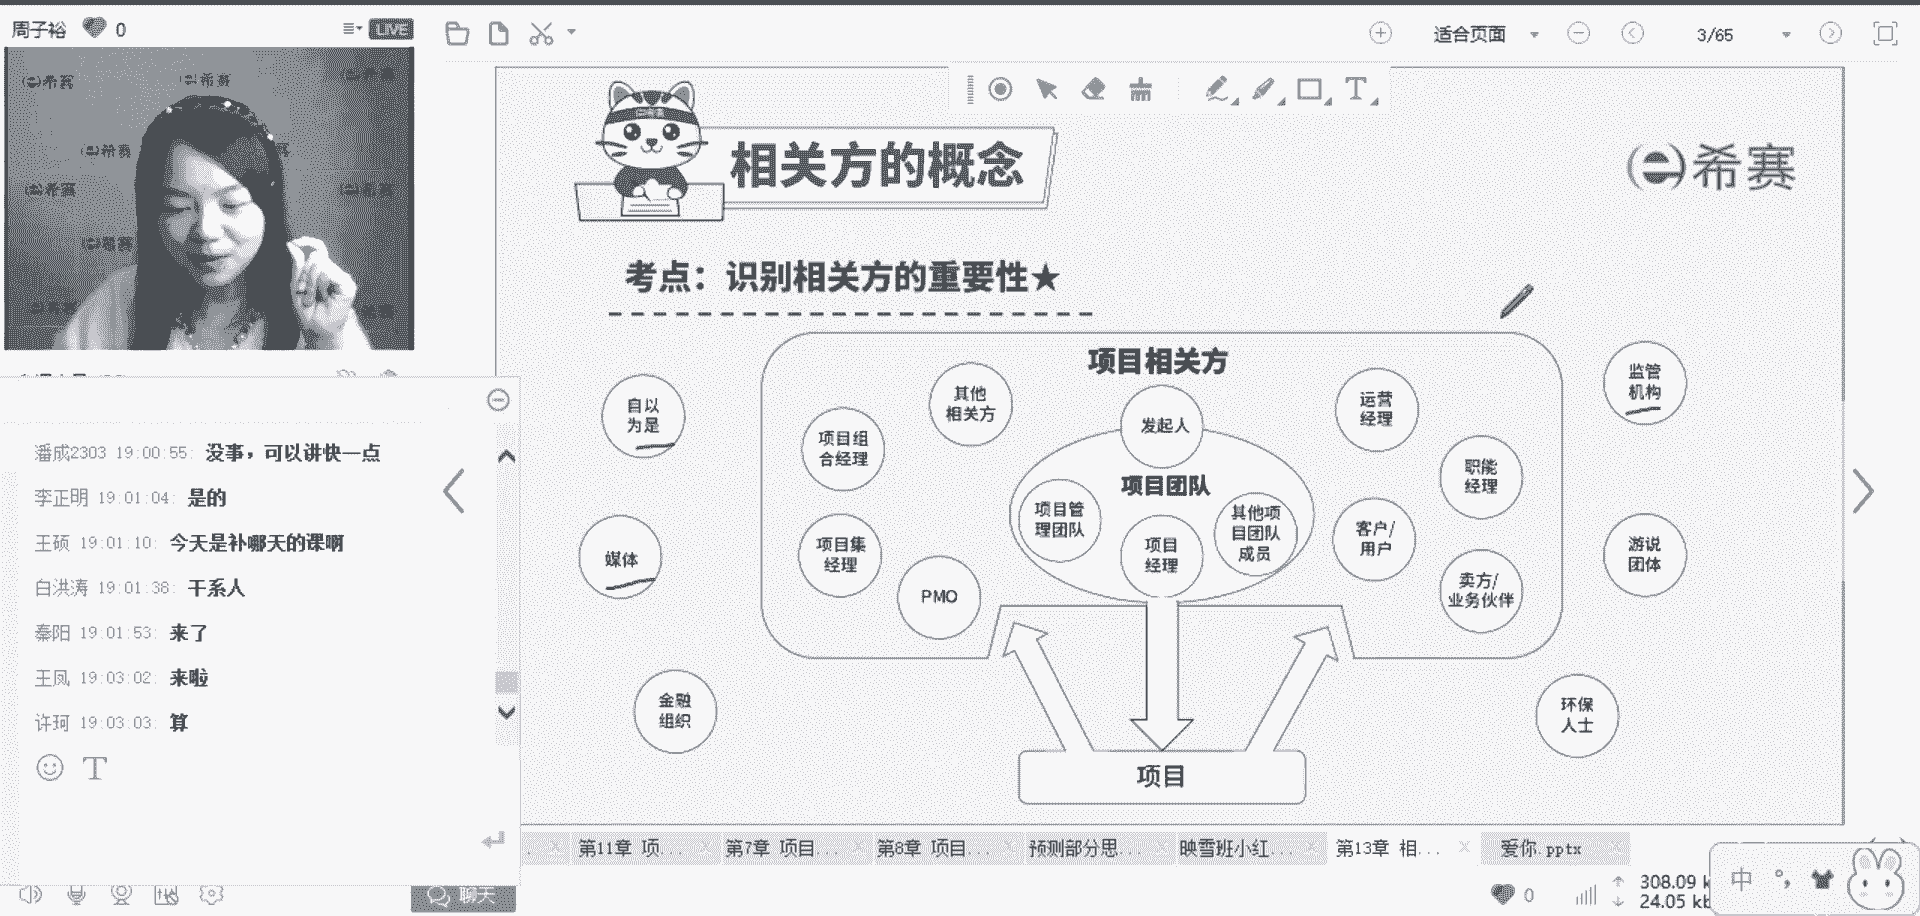 周子裕 0
LIVE
适合页面
3/65
希赛
希赛
希赛
希赛
希赛
希赛
相关方的概念
希赛
考点：识别相关方的重要性★
项目相关方
自以
为是
媒体
金融
组织
其他
相关方
项目组
合经理
项目集
经理
PMO
发起人
项目团队
项目管
理团队
项目
经理
其他项
目团队
成员
运营
经理
职能
经理
客户/
用户
卖方/
业务伙伴
监管
机构
游说
团体
环保
人士
项目
潘成2303 19:00:55: 没事，可以讲快一点
李正明 19:01:04: 是的
王硕 19:01:10: 今天是补哪天的课啊
白洪涛 19:01:38: 干系人
秦阳 19:01:53: 来了
王凤 19:03:02: 来啦
许珂 19:03:03: 算
T
聊天
第11章 项...
第7章 项目...
第8章 项目...
预测部分思...
映雪班小红...
第13章 相...
爱你.pptx
0
308.09 k
24.05 kb
中